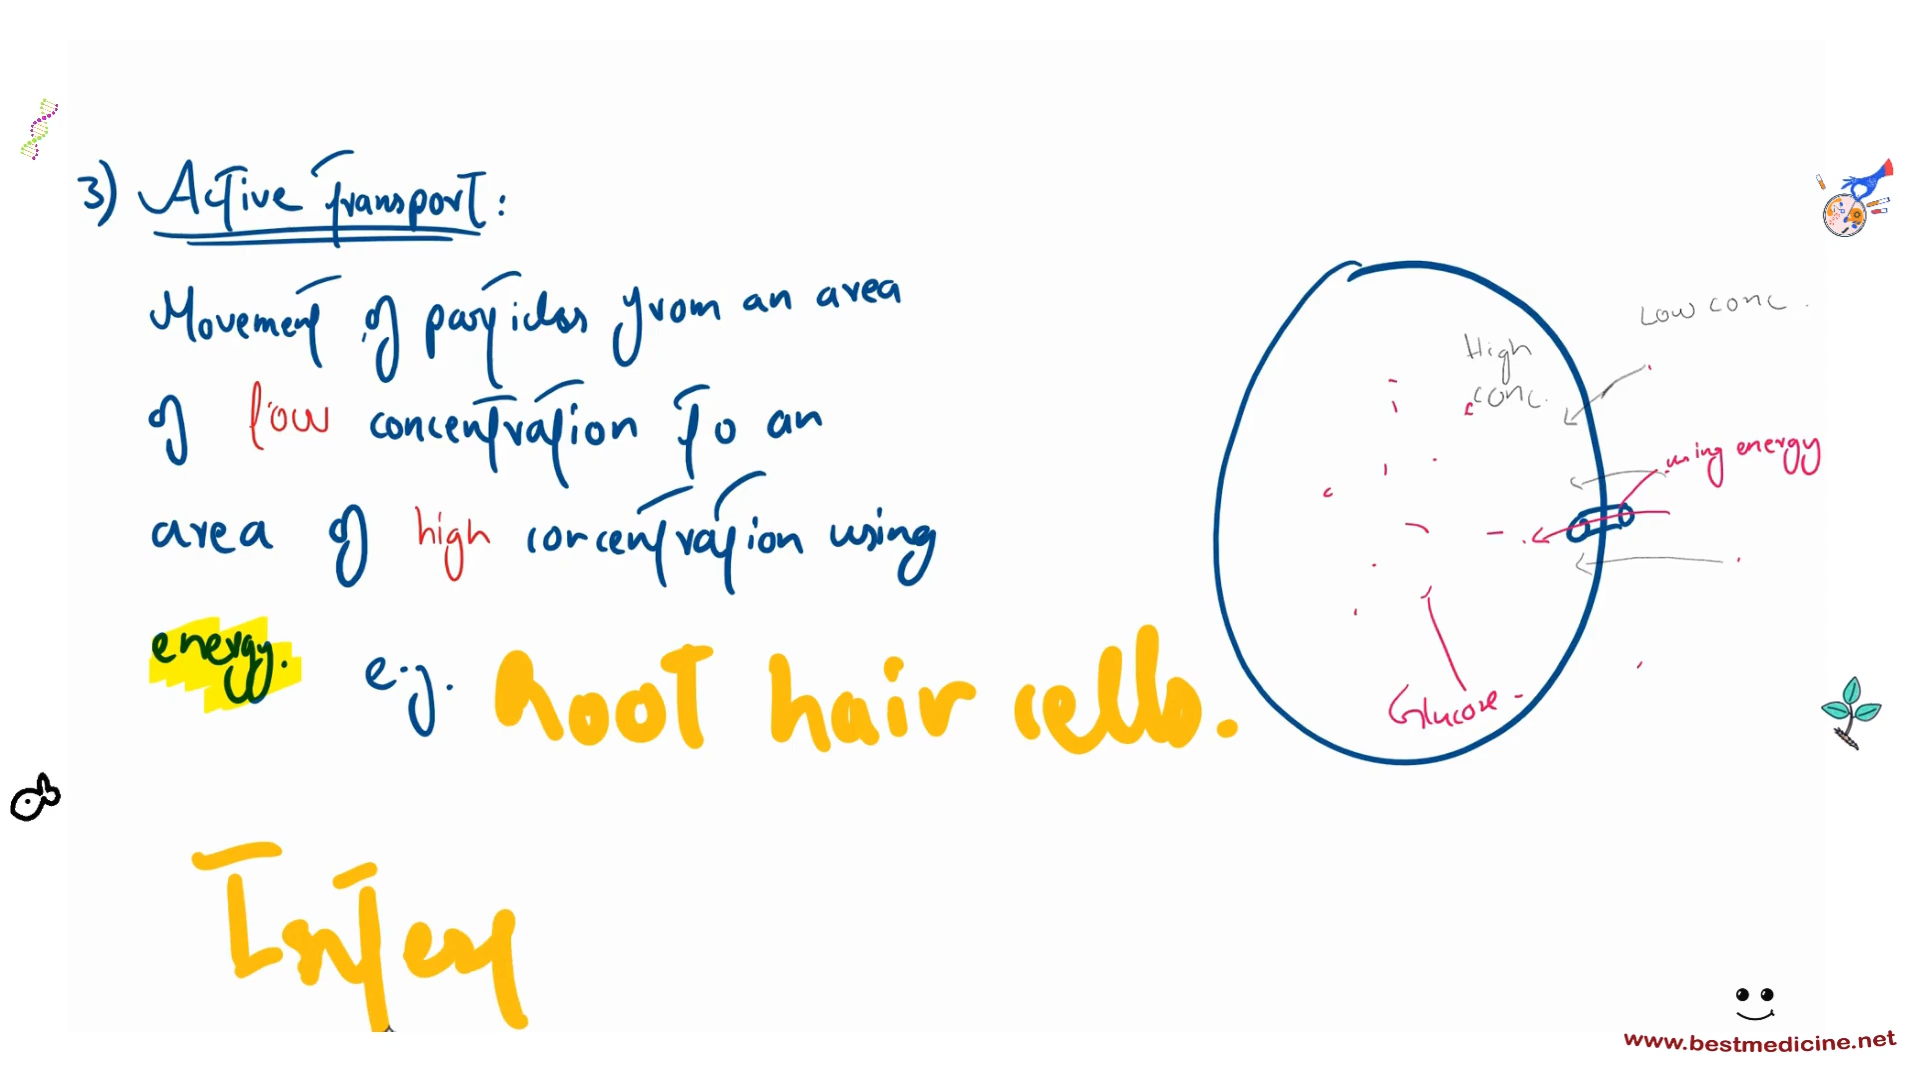 3) Active Transport:
Movement of particles from an area
of low concentration to an
area of high concentration using
energy. e.g. Root hair cells.
Low conc.
High
conc.
using energy
Glucose
www.bestmedicine.net